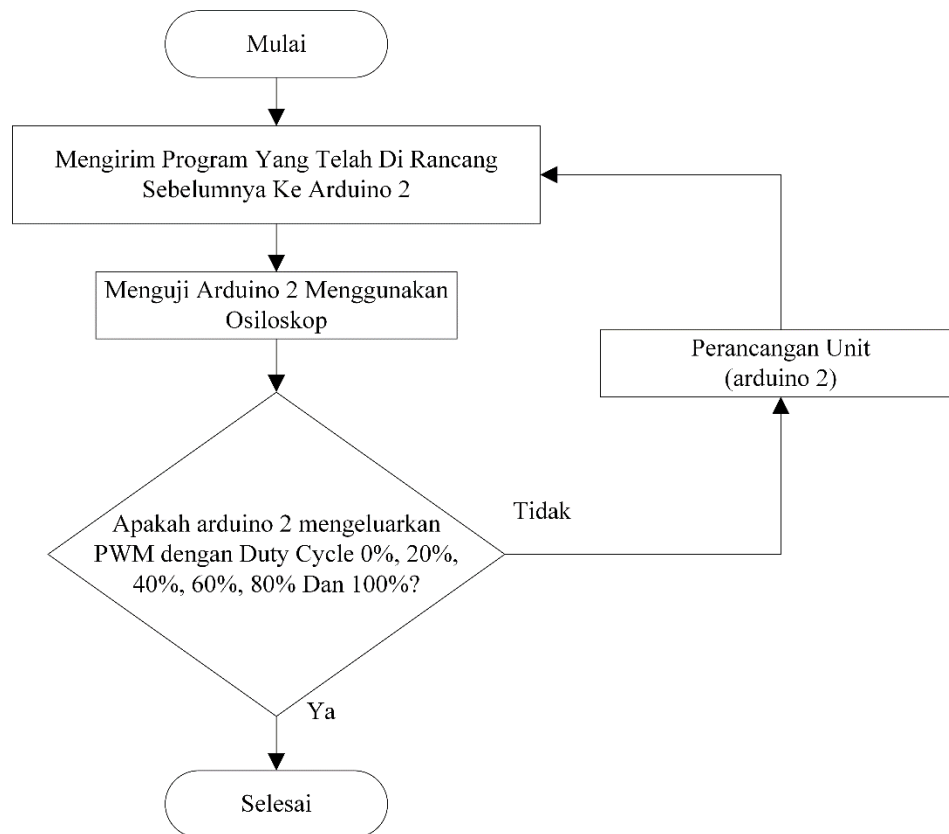 Mulai
Mengirim Program Yang Telah Di Rancang
Sebelumnya Ke Arduino 2
Menguji Arduino 2 Menggunakan
Osiloskop
Perancangan Unit
(arduino 2)
Apakah arduino 2 mengeluarkan
PWM dengan Duty Cycle 0%, 20%,
40%, 60%, 80% Dan 100%?
Tidak
Ya
Selesai